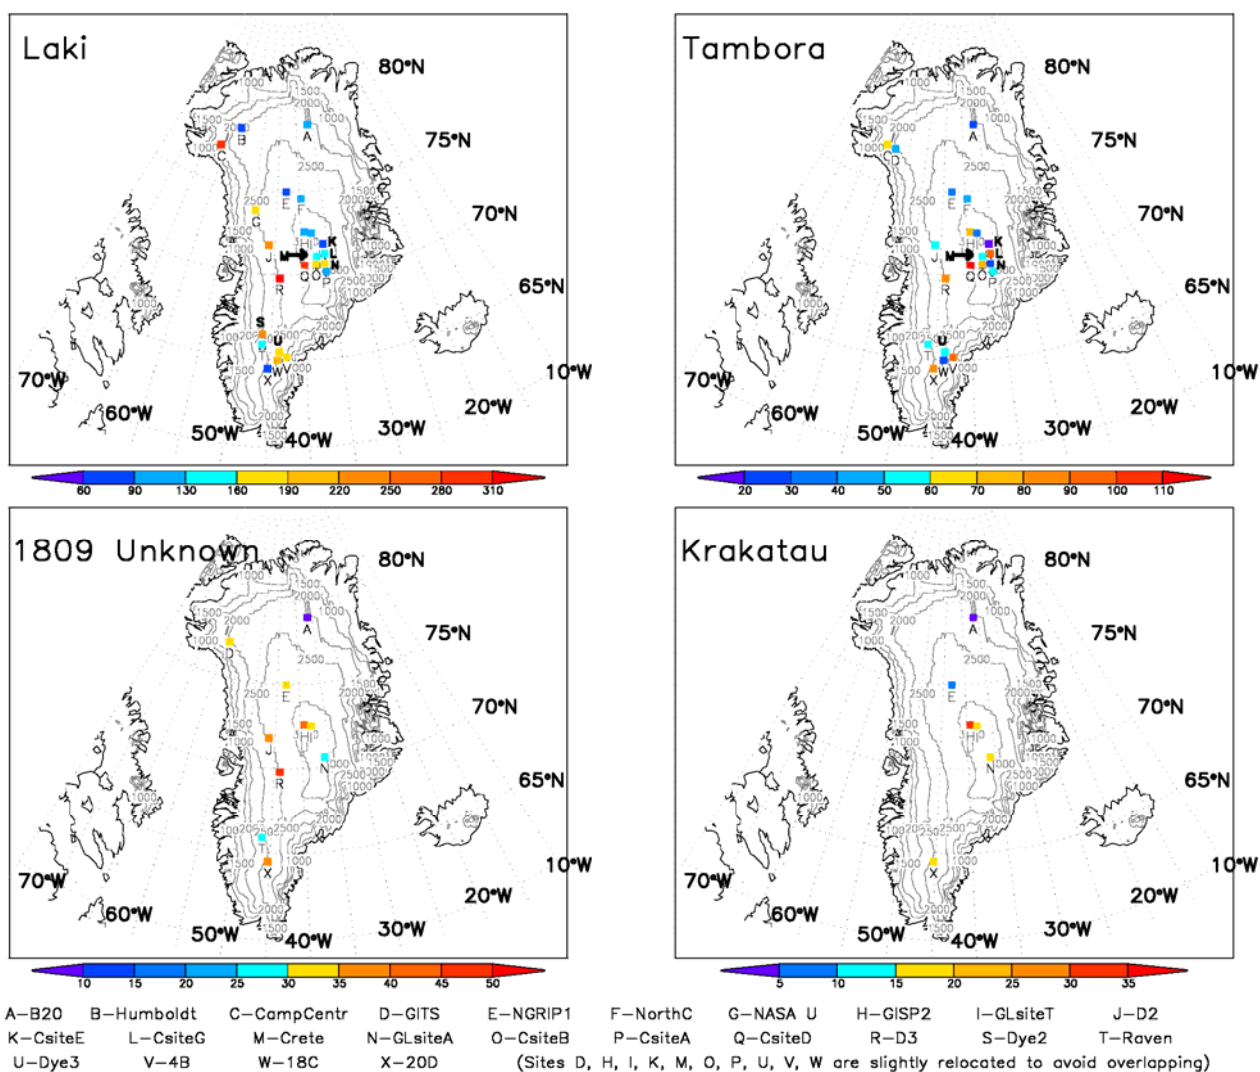 Laki
80°N
75°N
70°N
65°N
10°W
20°W
30°W
40°W
50°W
60°W
70°W
A
B
C
E
F
G
H I
J
K
L
M
N
O
P
Q
R
S
U
V
W
X
60 90 130 160 190 220 250 280 310
Tambora
80°N
75°N
70°N
65°N
10°W
20°W
30°W
40°W
50°W
60°W
70°W
A
C D
E
F
H I
J
K
L
M
N
O
P
Q
R
T
U
V
W
X
20 30 40 50 60 70 80 90 100 110
1809 Unknown
80°N
75°N
70°N
65°N
10°W
20°W
30°W
40°W
50°W
60°W
70°W
A
D
E
H I
J
N
R
T
X
10 15 20 25 30 35 40 45 50
Krakatau
80°N
75°N
70°N
65°N
10°W
20°W
30°W
40°W
50°W
60°W
70°W
A
E
H I
N
X
5 10 15 20 25 30 35
A-B20 B-Humboldt C-CampCentr D-GITS E-NGRIP1 F-NorthC G-NASA U H-GISP2 I-GLsiteT J-D2
K-CsiteE L-CsiteG M-Crete N-GLsiteA O-CsiteB P-CsiteA Q-CsiteD R-D3 S-Dye2 T-Raven
U-Dye3 V-4B W-18C X-20D (Sites D, H, I, K, M, O, P, U, V, W are slightly relocated to avoid overlapping)